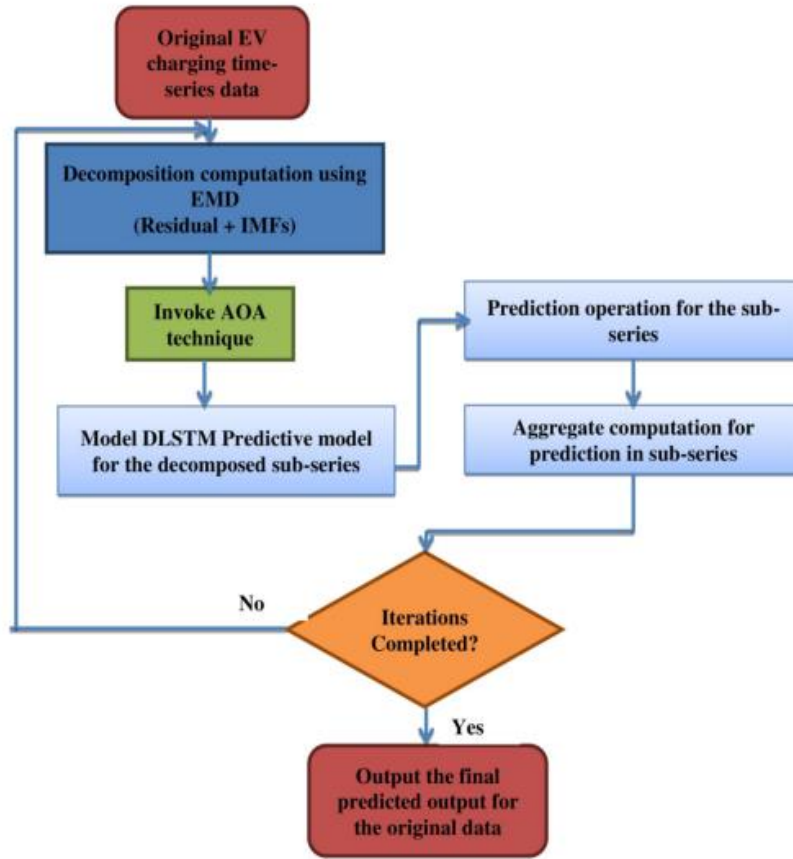 Original EV
charging time-
series data
Decomposition computation using
EMD
(Residual + IMFs)
Invoke AOA
technique
Model DLSTM Predictive model
for the decomposed sub-series
Prediction operation for the sub-
series
Aggregate computation for
prediction in sub-series
Iterations
Completed?
No
Yes
Output the final
predicted output for
the original data